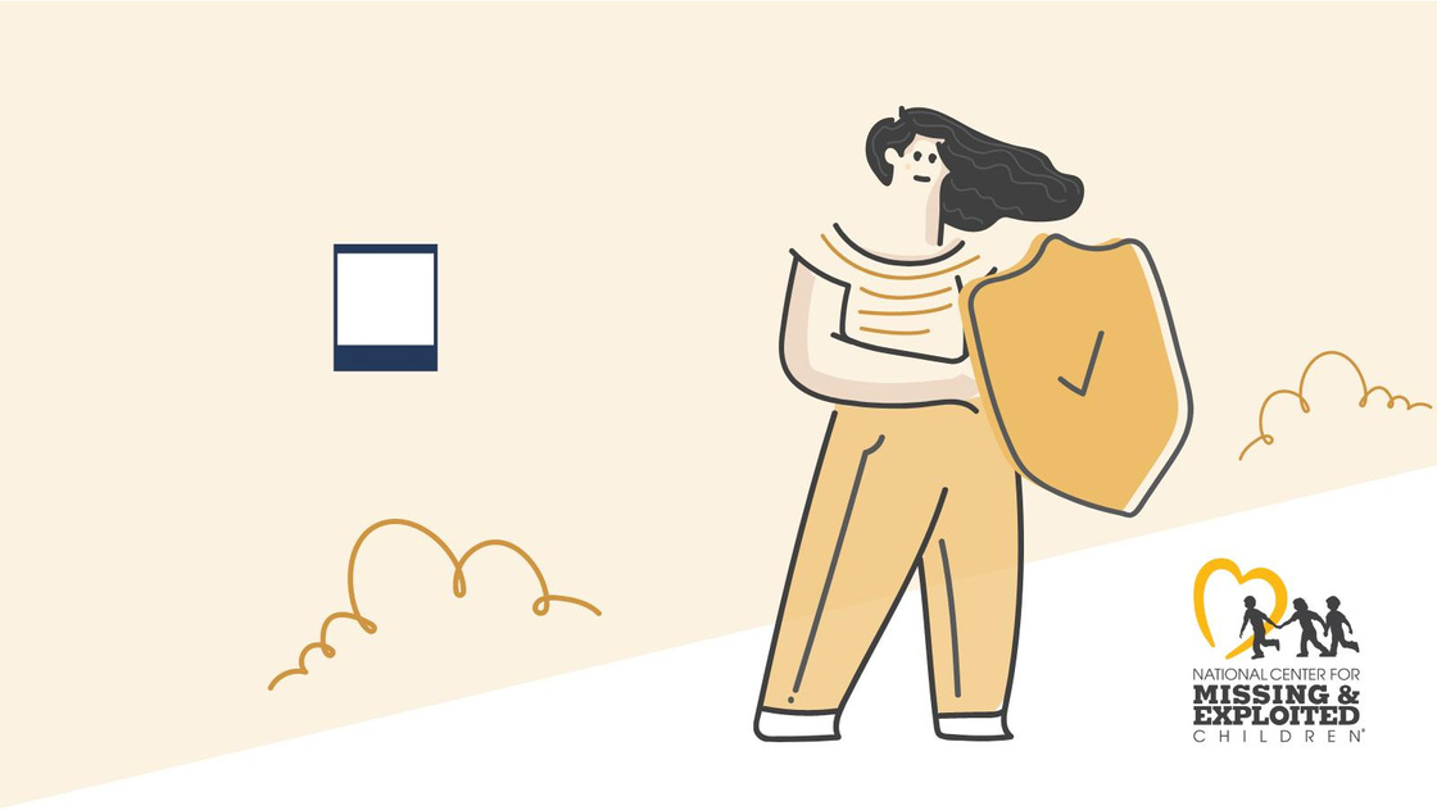 NATIONAL CENTER FOR
MISSING &
EXPLOITED
CHILDREN®